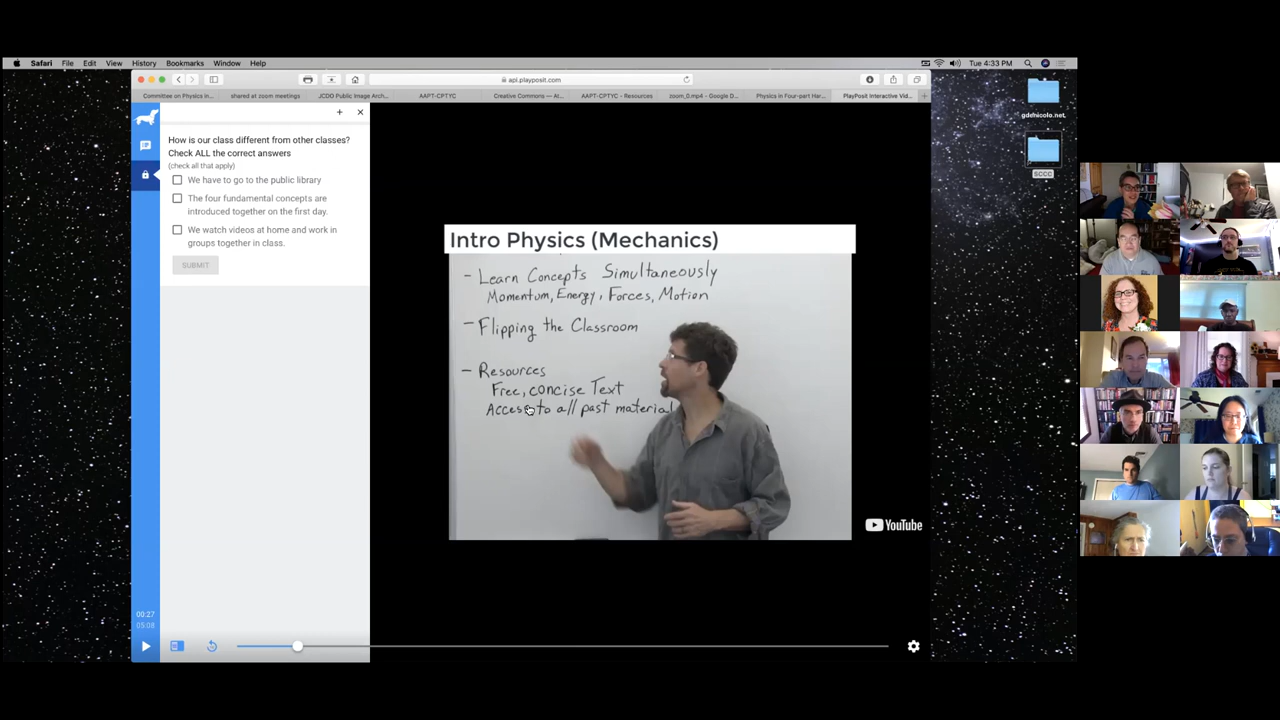 Safari File Edit View History Bookmarks Window Help
Tue 4:33 PM
api.playposit.com
Committee on Physics in...
shared at zoom meetings
JCDO Public Image Arch...
AAPT-CPTYC
Creative Commons — At...
AAPT-CPTYC - Resources
zoom_0.mp4 - Google D...
Physics in Four-part Har...
PlayPosit Interactive Vid...
How is our class different from other classes?
Check ALL the correct answers
(check all that apply)
We have to go to the public library
The four fundamental concepts are
introduced together on the first day.
We watch videos at home and work in
groups together in class.
SUBMIT
00:27
05:08
Intro Physics (Mechanics)
- Learn Concepts Simultaneously
Momentum, Energy, Forces, Motion
- Flipping the Classroom
- Resources
Free, concise Text
Access to all past material
YouTube
SCCC